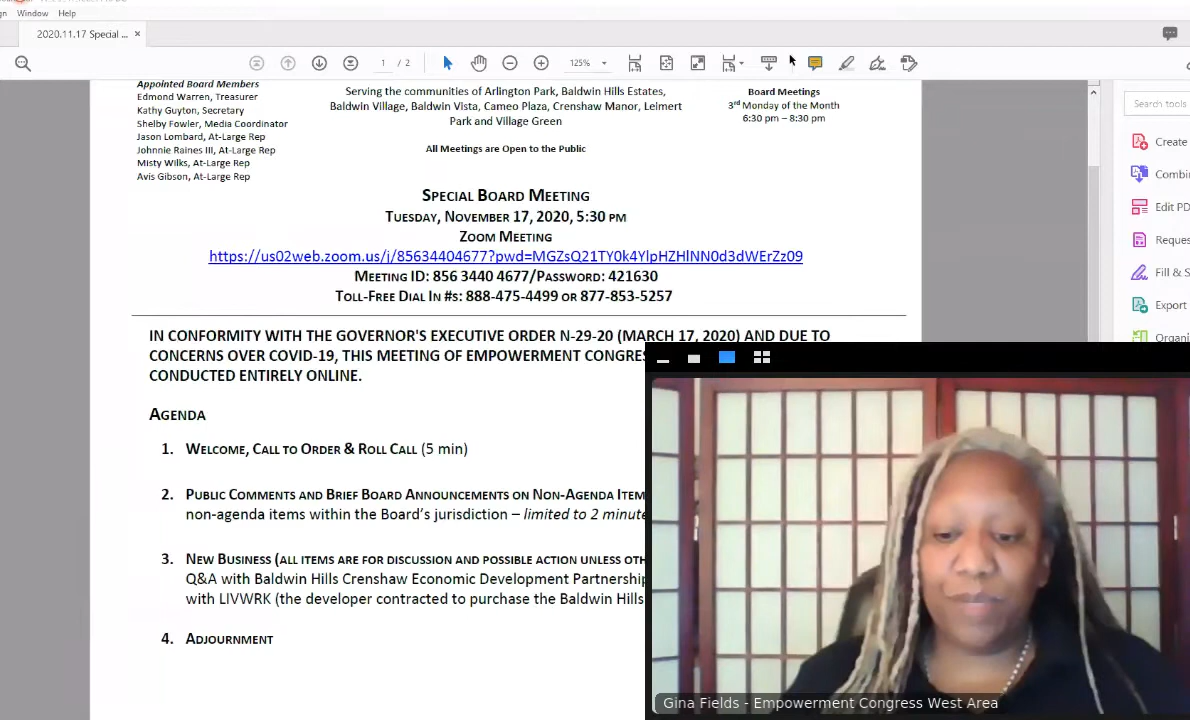 Window Help
2020.11.17 Special ... ×
1 / 2
125%
Search tools
Appointed Board Members
Edmond Warren, Treasurer
Kathy Guyton, Secretary
Shelby Fowler, Media Coordinator
Jason Lombard, At-Large Rep
Johnnie Raines III, At-Large Rep
Misty Wilks, At-Large Rep
Avis Gibson, At-Large Rep
Serving the communities of Arlington Park, Baldwin Hills Estates,
Baldwin Village, Baldwin Vista, Cameo Plaza, Crenshaw Manor, Leimert
Park and Village Green
All Meetings are Open to the Public
Board Meetings
3rd Monday of the Month
6:30 pm – 8:30 pm
Create
Combin
Edit PD
Reques
Fill & S
Export
Organi
SPECIAL BOARD MEETING
TUESDAY, NOVEMBER 17, 2020, 5:30 PM
ZOOM MEETING
https://us02web.zoom.us/j/85634404677?pwd=MGZsQ21TY0k4YlpHZHlNN0d3dWErZz09
MEETING ID: 856 3440 4677/PASSWORD: 421630
TOLL-FREE DIAL IN #S: 888-475-4499 OR 877-853-5257
IN CONFORMITY WITH THE GOVERNOR'S EXECUTIVE ORDER N-29-20 (MARCH 17, 2020) AND DUE TO
CONCERNS OVER COVID-19, THIS MEETING OF EMPOWERMENT CONGRES
CONDUCTED ENTIRELY ONLINE.
AGENDA
1. WELCOME, CALL TO ORDER & ROLL CALL (5 min)
2. PUBLIC COMMENTS AND BRIEF BOARD ANNOUNCEMENTS ON NON-AGENDA ITEM
non-agenda items within the Board's jurisdiction – limited to 2 minute
3. NEW BUSINESS (ALL ITEMS ARE FOR DISCUSSION AND POSSIBLE ACTION UNLESS OTH
Q&A with Baldwin Hills Crenshaw Economic Development Partnership
with LIVWRK (the developer contracted to purchase the Baldwin Hills
4. ADJOURNMENT
Gina Fields - Empowerment Congress West Area